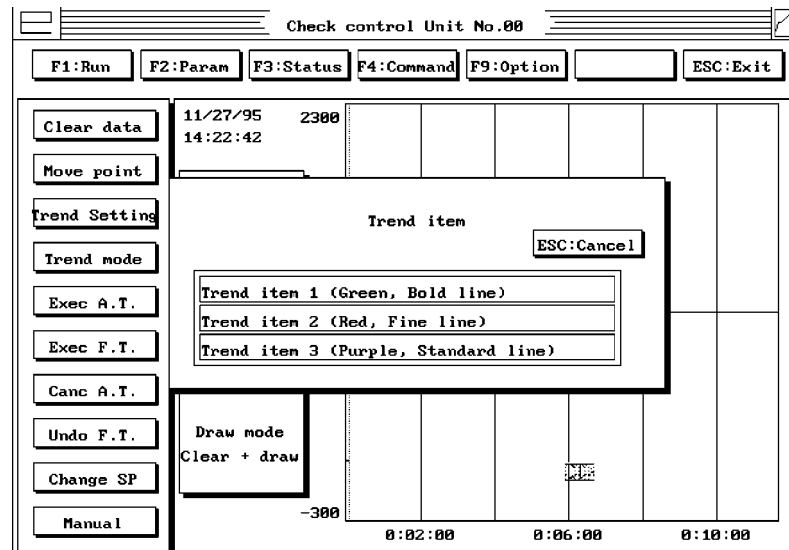 Check control Unit No.00
F1:Run F2:Param F3:Status F4:Command F9:Option ESC:Exit
Clear data
Move point
Trend Setting
Trend mode
Exec A.T.
Exec F.T.
Canc A.T.
Undo F.T.
Change SP
Manual
11/27/95 2300
14:22:42
Trend item
ESC:Cancel
Trend item 1 (Green, Bold line)
Trend item 2 (Red, Fine line)
Trend item 3 (Purple, Standard line)
Draw mode
Clear + draw
-300
0:02:00 0:06:00 0:10:00